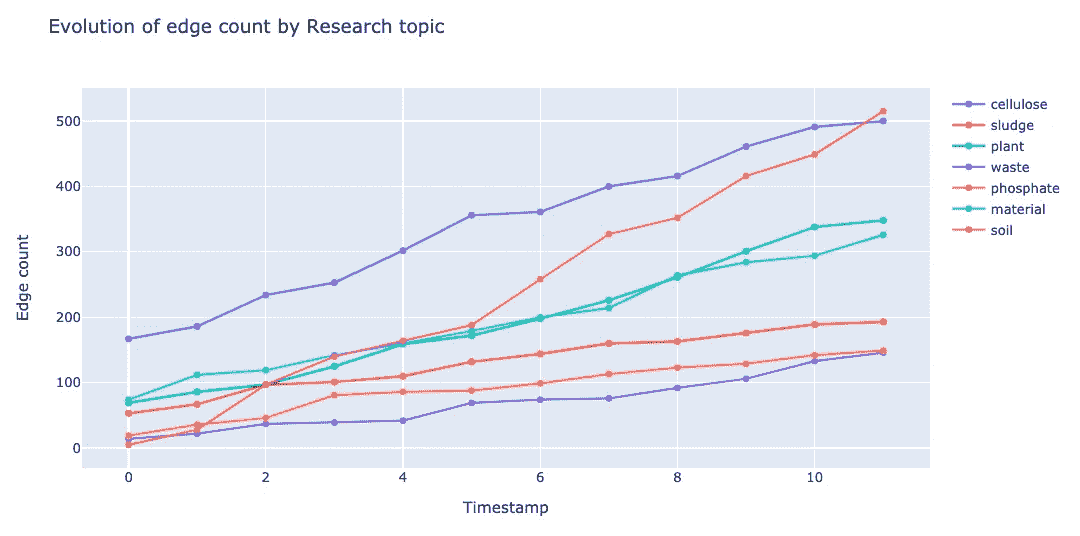 Evolution of edge count by Research topic
Edge count
500
400
300
200
100
0
0 2 4 6 8 10
Timestamp
cellulose
sludge
plant
waste
phosphate
material
soil